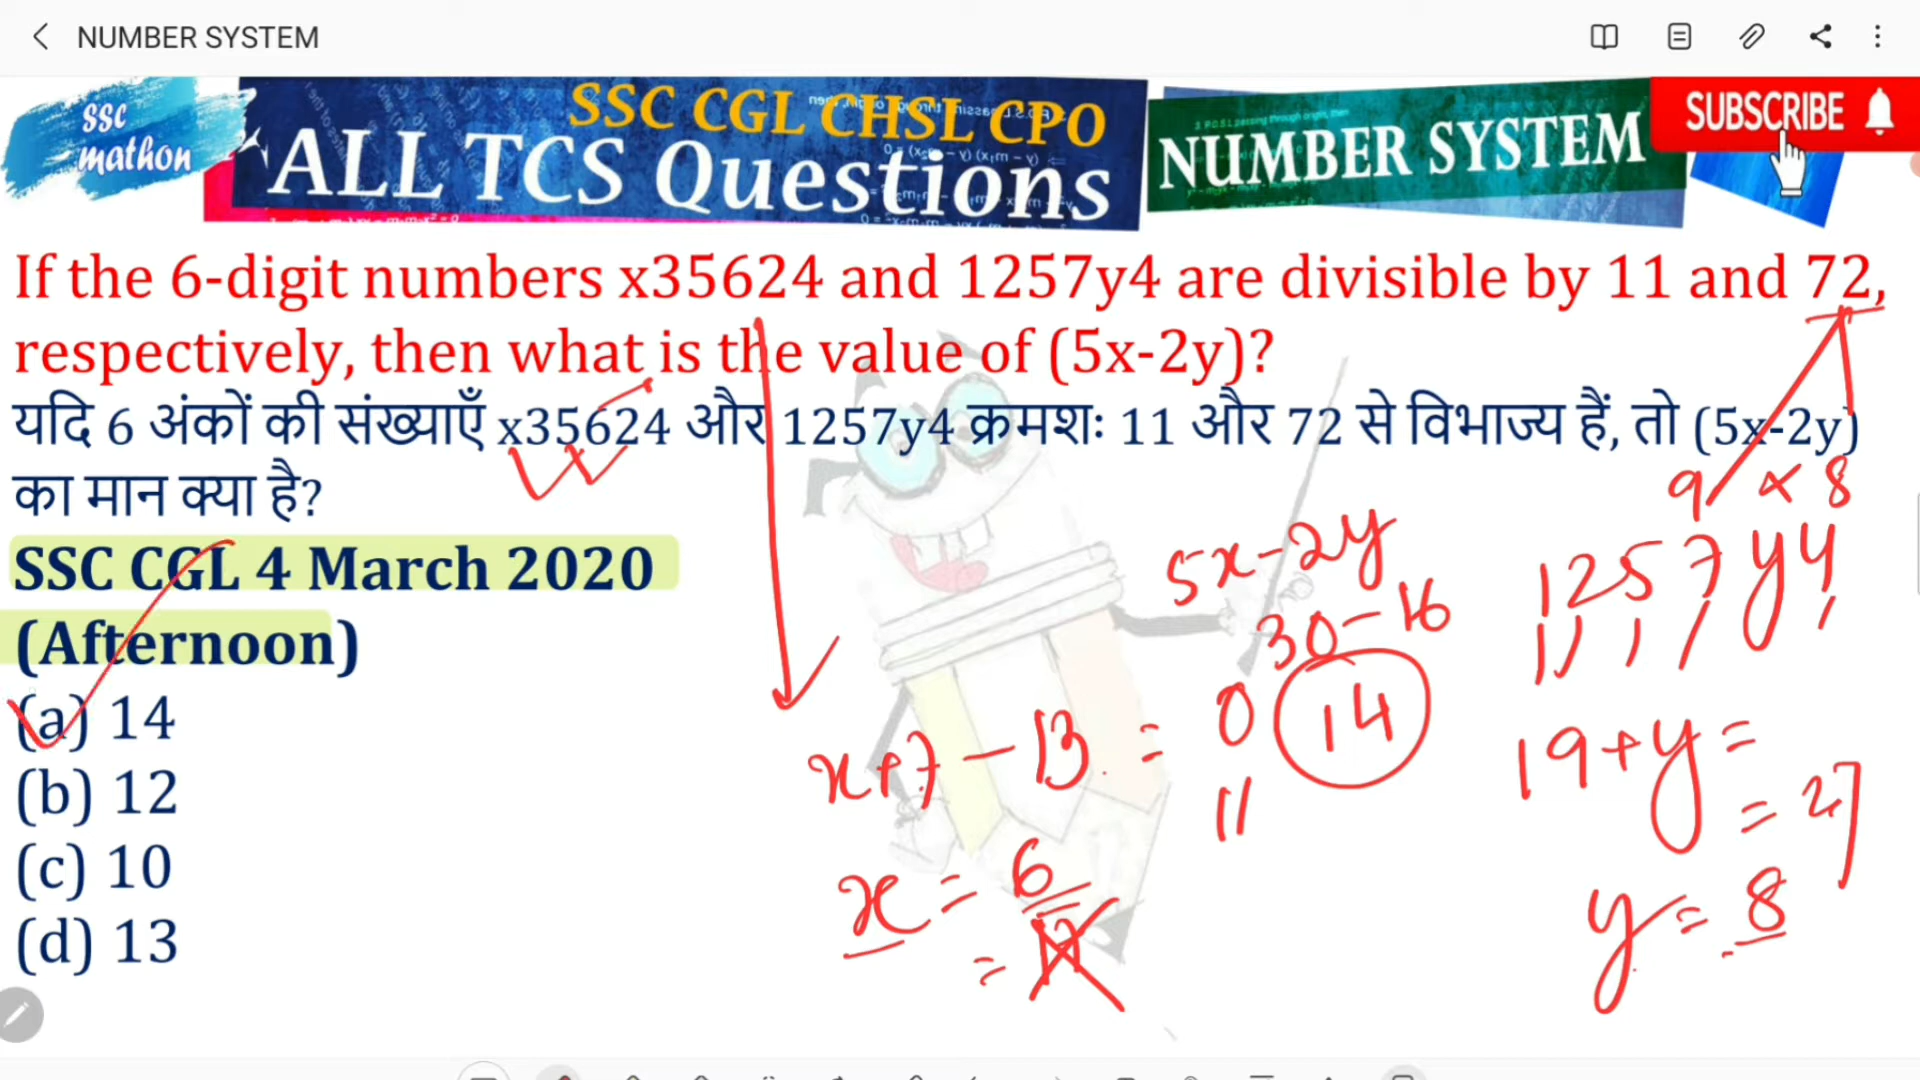 NUMBER SYSTEM
SSC
mathon
SSC CGL CHSL CPO
ALL TCS Questions
NUMBER SYSTEM
SUBSCRIBE
If the 6-digit numbers x35624 and 1257y4 are divisible by 11 and 72,
respectively, then what is the value of (5x-2y)?
यदि 6 अंकों की संख्याएँ x35624 और 1257y4 क्रमशः 11 और 72 से विभाज्य हैं, तो (5x-2y)
का मान क्या है?
SSC CGL 4 March 2020
(Afternoon)
(a) 14
(b) 12
(c) 10
(d) 13
9 × 8
5x-2y
30-16
14
1257y4
x+7-13 = 0
11
x = 6
= 17
19+y =
= 27
y = 8